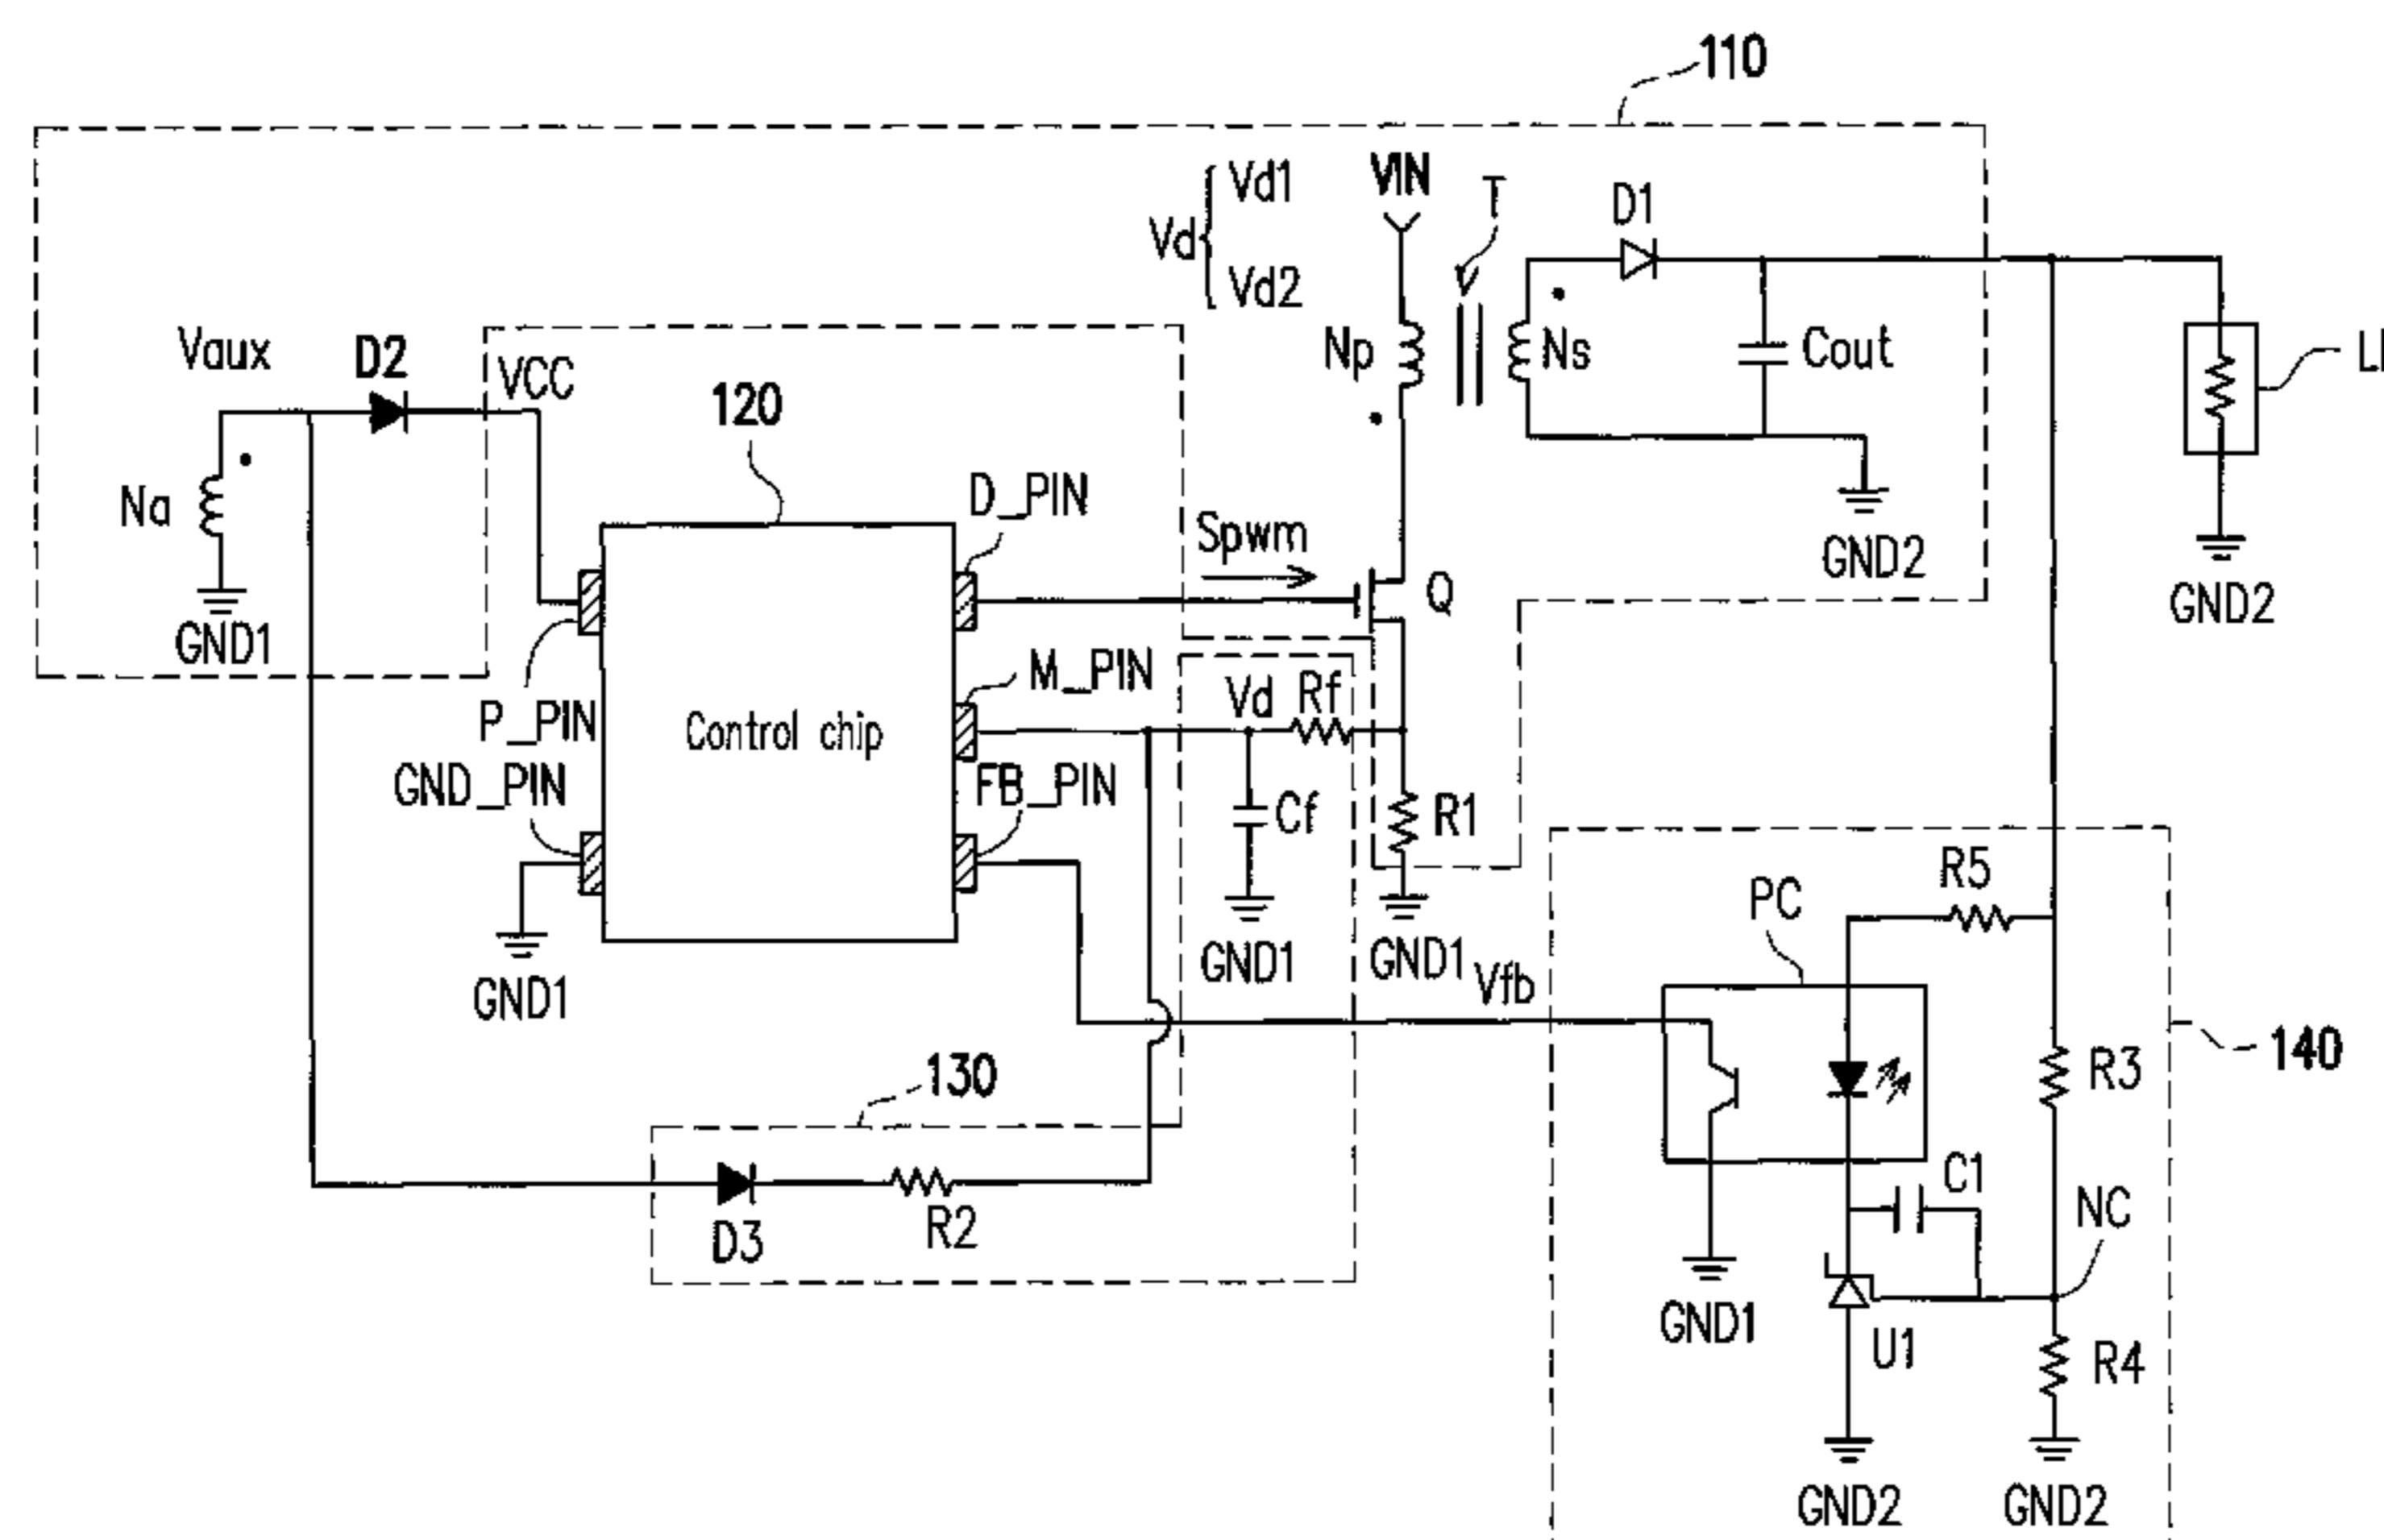 110
Vd1
VIN
T
D1
Vd
Vd2
Np
Ns
Cout
Vaux
D2
VCC
120
D_PIN
Na
Spwm
Q
GND2
GND2
GND1
M_PIN
Vd
Rf
P_PIN
Control chip
GND_PIN
FB_PIN
Cf
R1
R5
PC
GND1
GND1
GND1
Vfb
140
130
R3
C1
NC
D3
R2
GND1
U1
R4
GND2
GND2